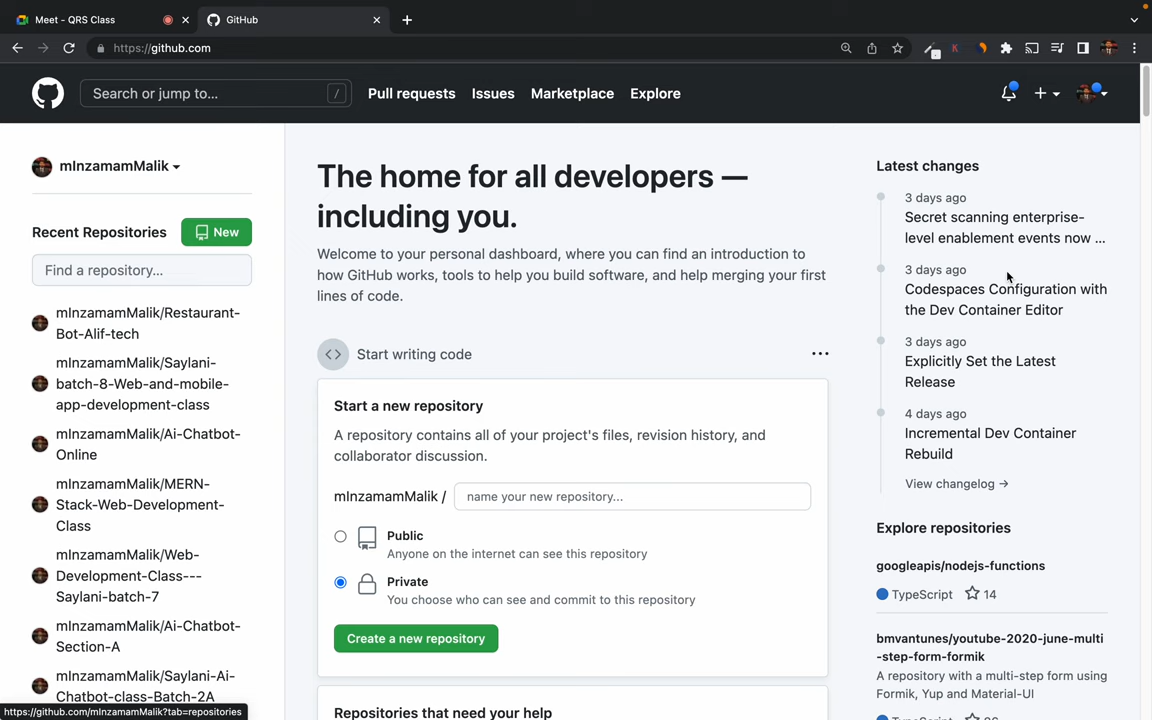 Meet - QRS Class
GitHub
https://github.com
Search or jump to...
/
Pull requests
Issues
Marketplace
Explore
mInzamamMalik
Recent Repositories
New
Find a repository...
mInzamamMalik/Restaurant-
Bot-Alif-tech
mInzamamMalik/Saylani-
batch-8-Web-and-mobile-
app-development-class
mInzamamMalik/Ai-Chatbot-
Online
mInzamamMalik/MERN-
Stack-Web-Development-
Class
mInzamamMalik/Web-
Development-Class---
Saylani-batch-7
mInzamamMalik/Ai-Chatbot-
Section-A
mInzamamMalik/Saylani-Ai-
Chatbot-class-Batch-2A
https://github.com/mInzamamMalik?tab=repositories
The home for all developers —
including you.
Welcome to your personal dashboard, where you can find an introduction to
how GitHub works, tools to help you build software, and help merging your first
lines of code.
Start writing code
Start a new repository
A repository contains all of your project's files, revision history, and
collaborator discussion.
mInzamamMalik /
name your new repository...
Public
Anyone on the internet can see this repository
Private
You choose who can see and commit to this repository
Create a new repository
Repositories that need your help
Latest changes
3 days ago
Secret scanning enterprise-
level enablement events now ...
3 days ago
Codespaces Configuration with
the Dev Container Editor
3 days ago
Explicitly Set the Latest
Release
4 days ago
Incremental Dev Container
Rebuild
View changelog →
Explore repositories
googleapis/nodejs-functions
TypeScript 14
bmvantunes/youtube-2020-june-multi
-step-form-formik
A repository with a multi-step form using
Formik, Yup and Material-UI